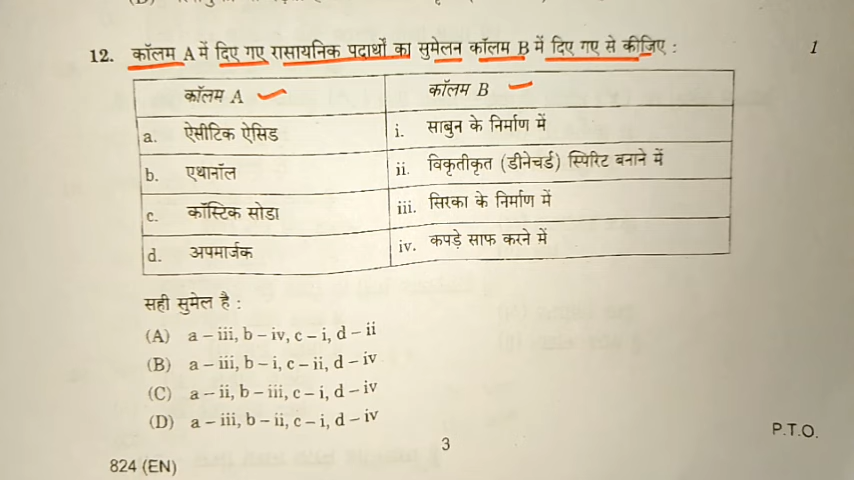 12. कॉलम A में दिए गए रासायनिक पदार्थों का सुमेलन कॉलम B में दिए गए से कीजिए : 1
कॉलम A कॉलम B
a. ऐसीटिक ऐसिड i. साबुन के निर्माण में
b. एथानॉल ii. विकृतीकृत (डीनेचर्ड) स्पिरिट बनाने में
c. कॉस्टिक सोडा iii. सिरका के निर्माण में
d. अपमार्जक iv. कपड़े साफ करने में
सही सुमेल है :
(A) a – iii, b – iv, c – i, d – ii
(B) a – iii, b – i, c – ii, d – iv
(C) a – ii, b – iii, c – i, d – iv
(D) a – iii, b – ii, c – i, d – iv
3
P.T.O.
824 (EN)